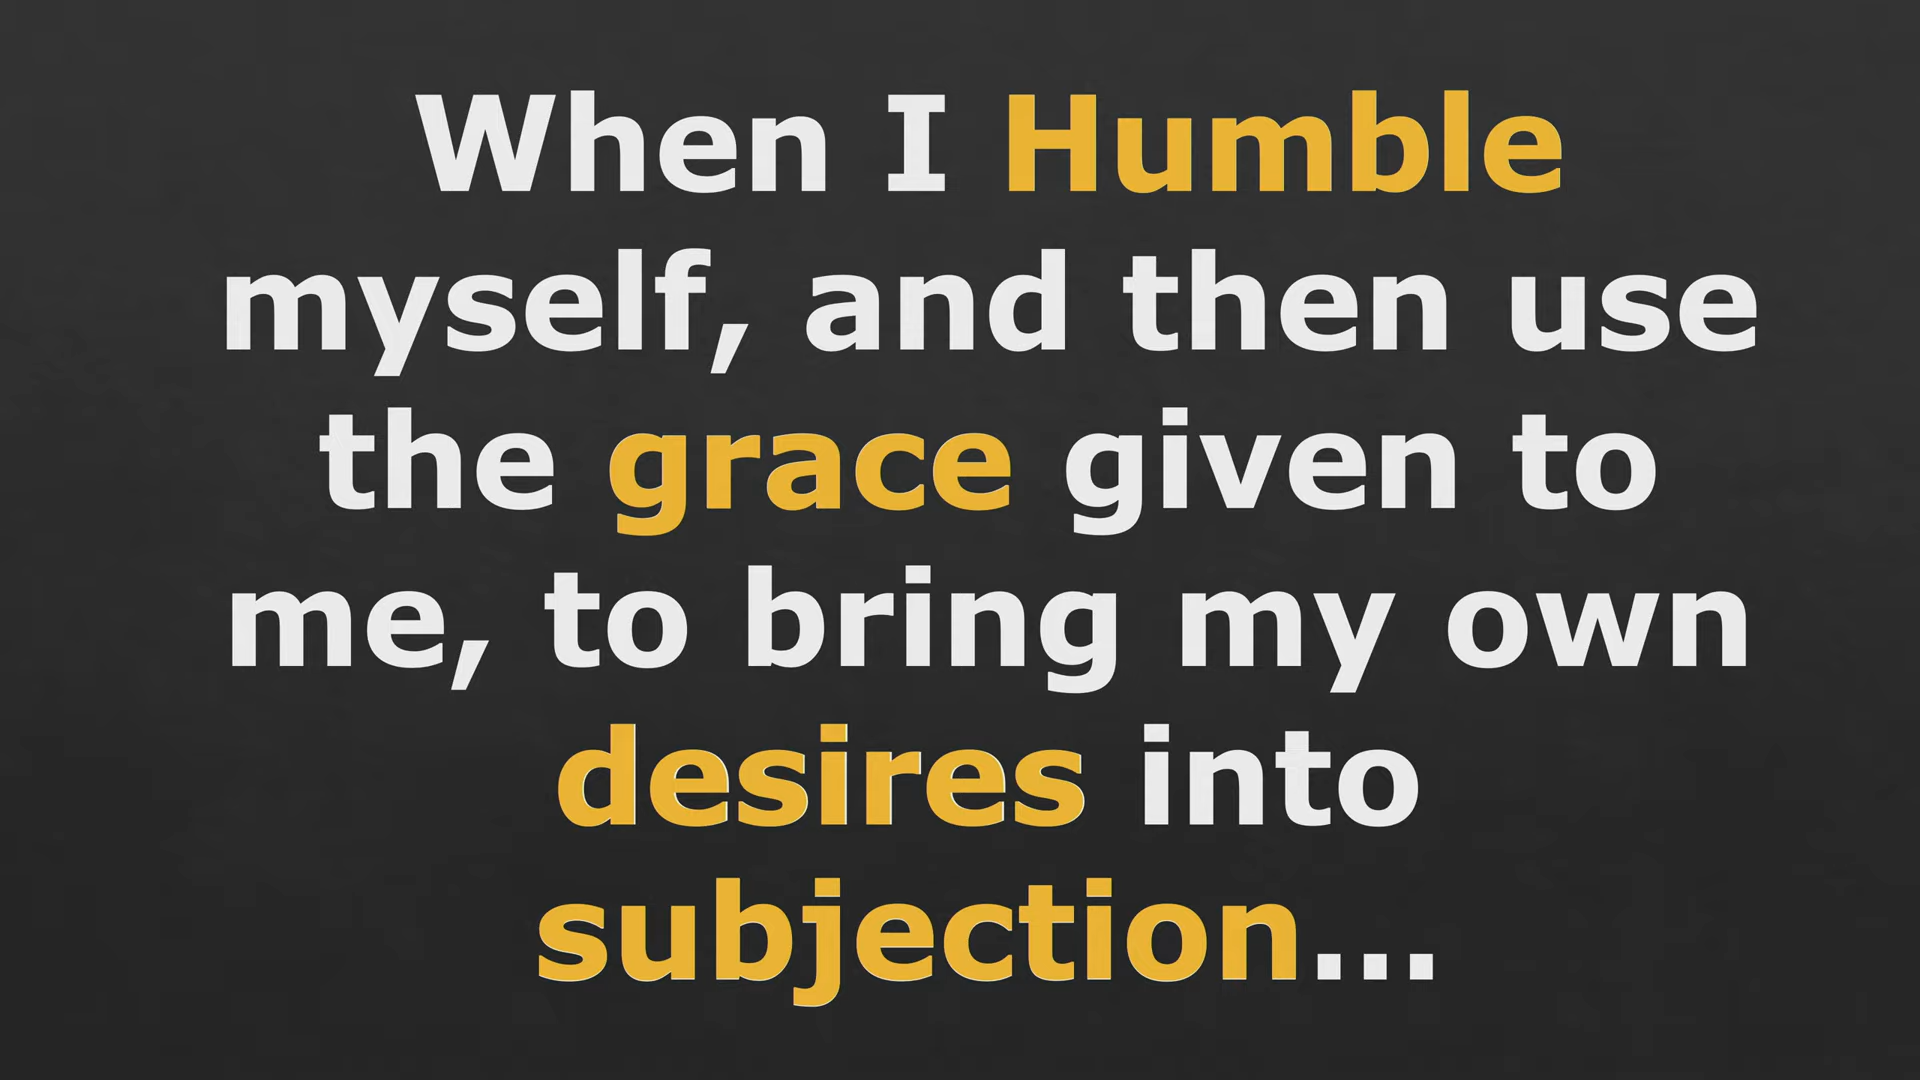 When I Humble
myself, and then use
the grace given to
me, to bring my own
desires into
subjection...